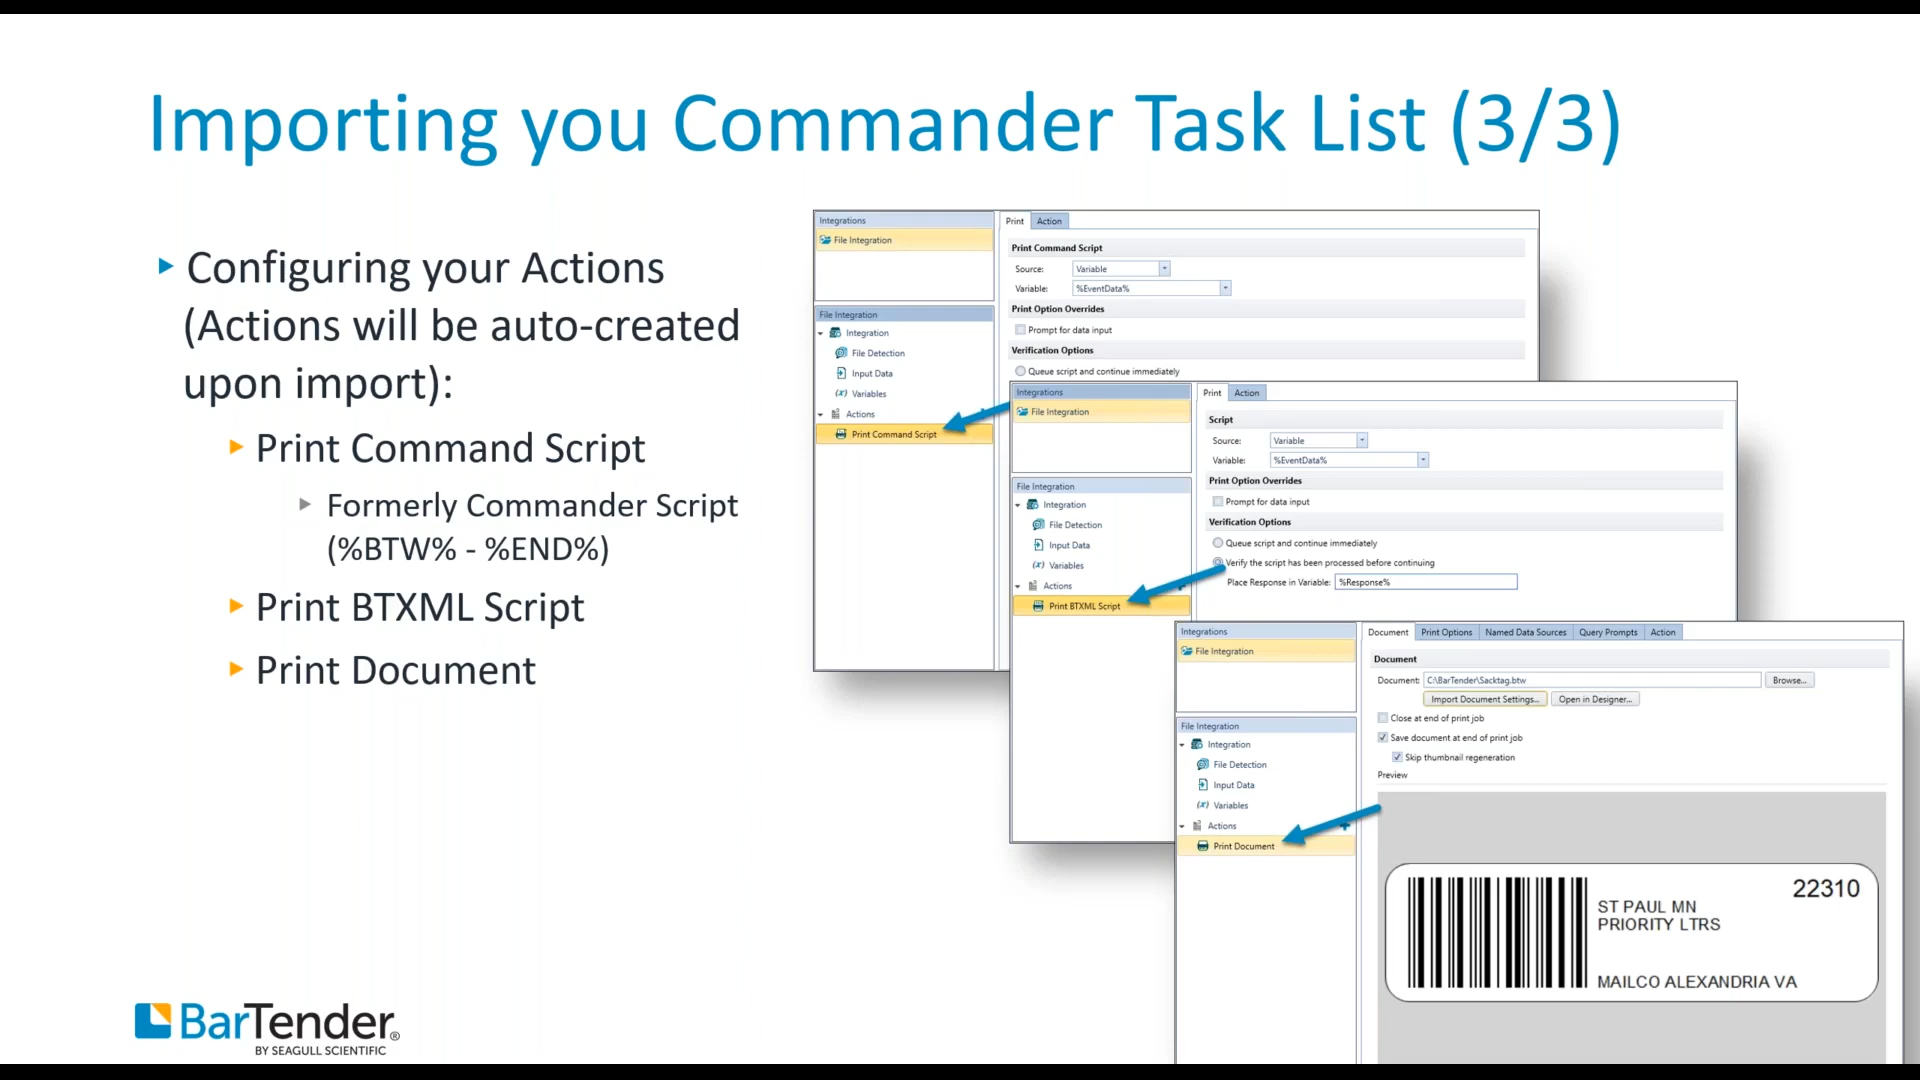 Importing you Commander Task List (3/3)
Configuring your Actions
(Actions will be auto-created
upon import):
Print Command Script
Formerly Commander Script
(%BTW% - %END%)
Print BTXML Script
Print Document
Integrations
File Integration
File Integration
Integration
File Detection
Input Data
Variables
Actions
Print Command Script
Print Action
Print Command Script
Source: Variable
Variable: %EventData%
Print Option Overrides
Prompt for data input
Verification Options
Queue script and continue immediately
Integrations
File Integration
File Integration
Integration
File Detection
Input Data
Variables
Actions
Print BTXML Script
Print Action
Script
Source: Variable
Variable: %EventData%
Print Option Overrides
Prompt for data input
Verification Options
Queue script and continue immediately
Verify the script has been processed before continuing
Place Response in Variable: %Response%
Integrations
File Integration
File Integration
Integration
File Detection
Input Data
Variables
Actions
Print Document
Document Print Options Named Data Sources Query Prompts Action
Document
Document: C:\BarTender\Sacktag.btw Browse...
Import Document Settings... Open in Designer...
Close at end of print job
Save document at end of print job
Skip thumbnail regeneration
Preview
22310
ST PAUL MN
PRIORITY LTRS
MAILCO ALEXANDRIA VA
BarTender®
BY SEAGULL SCIENTIFIC